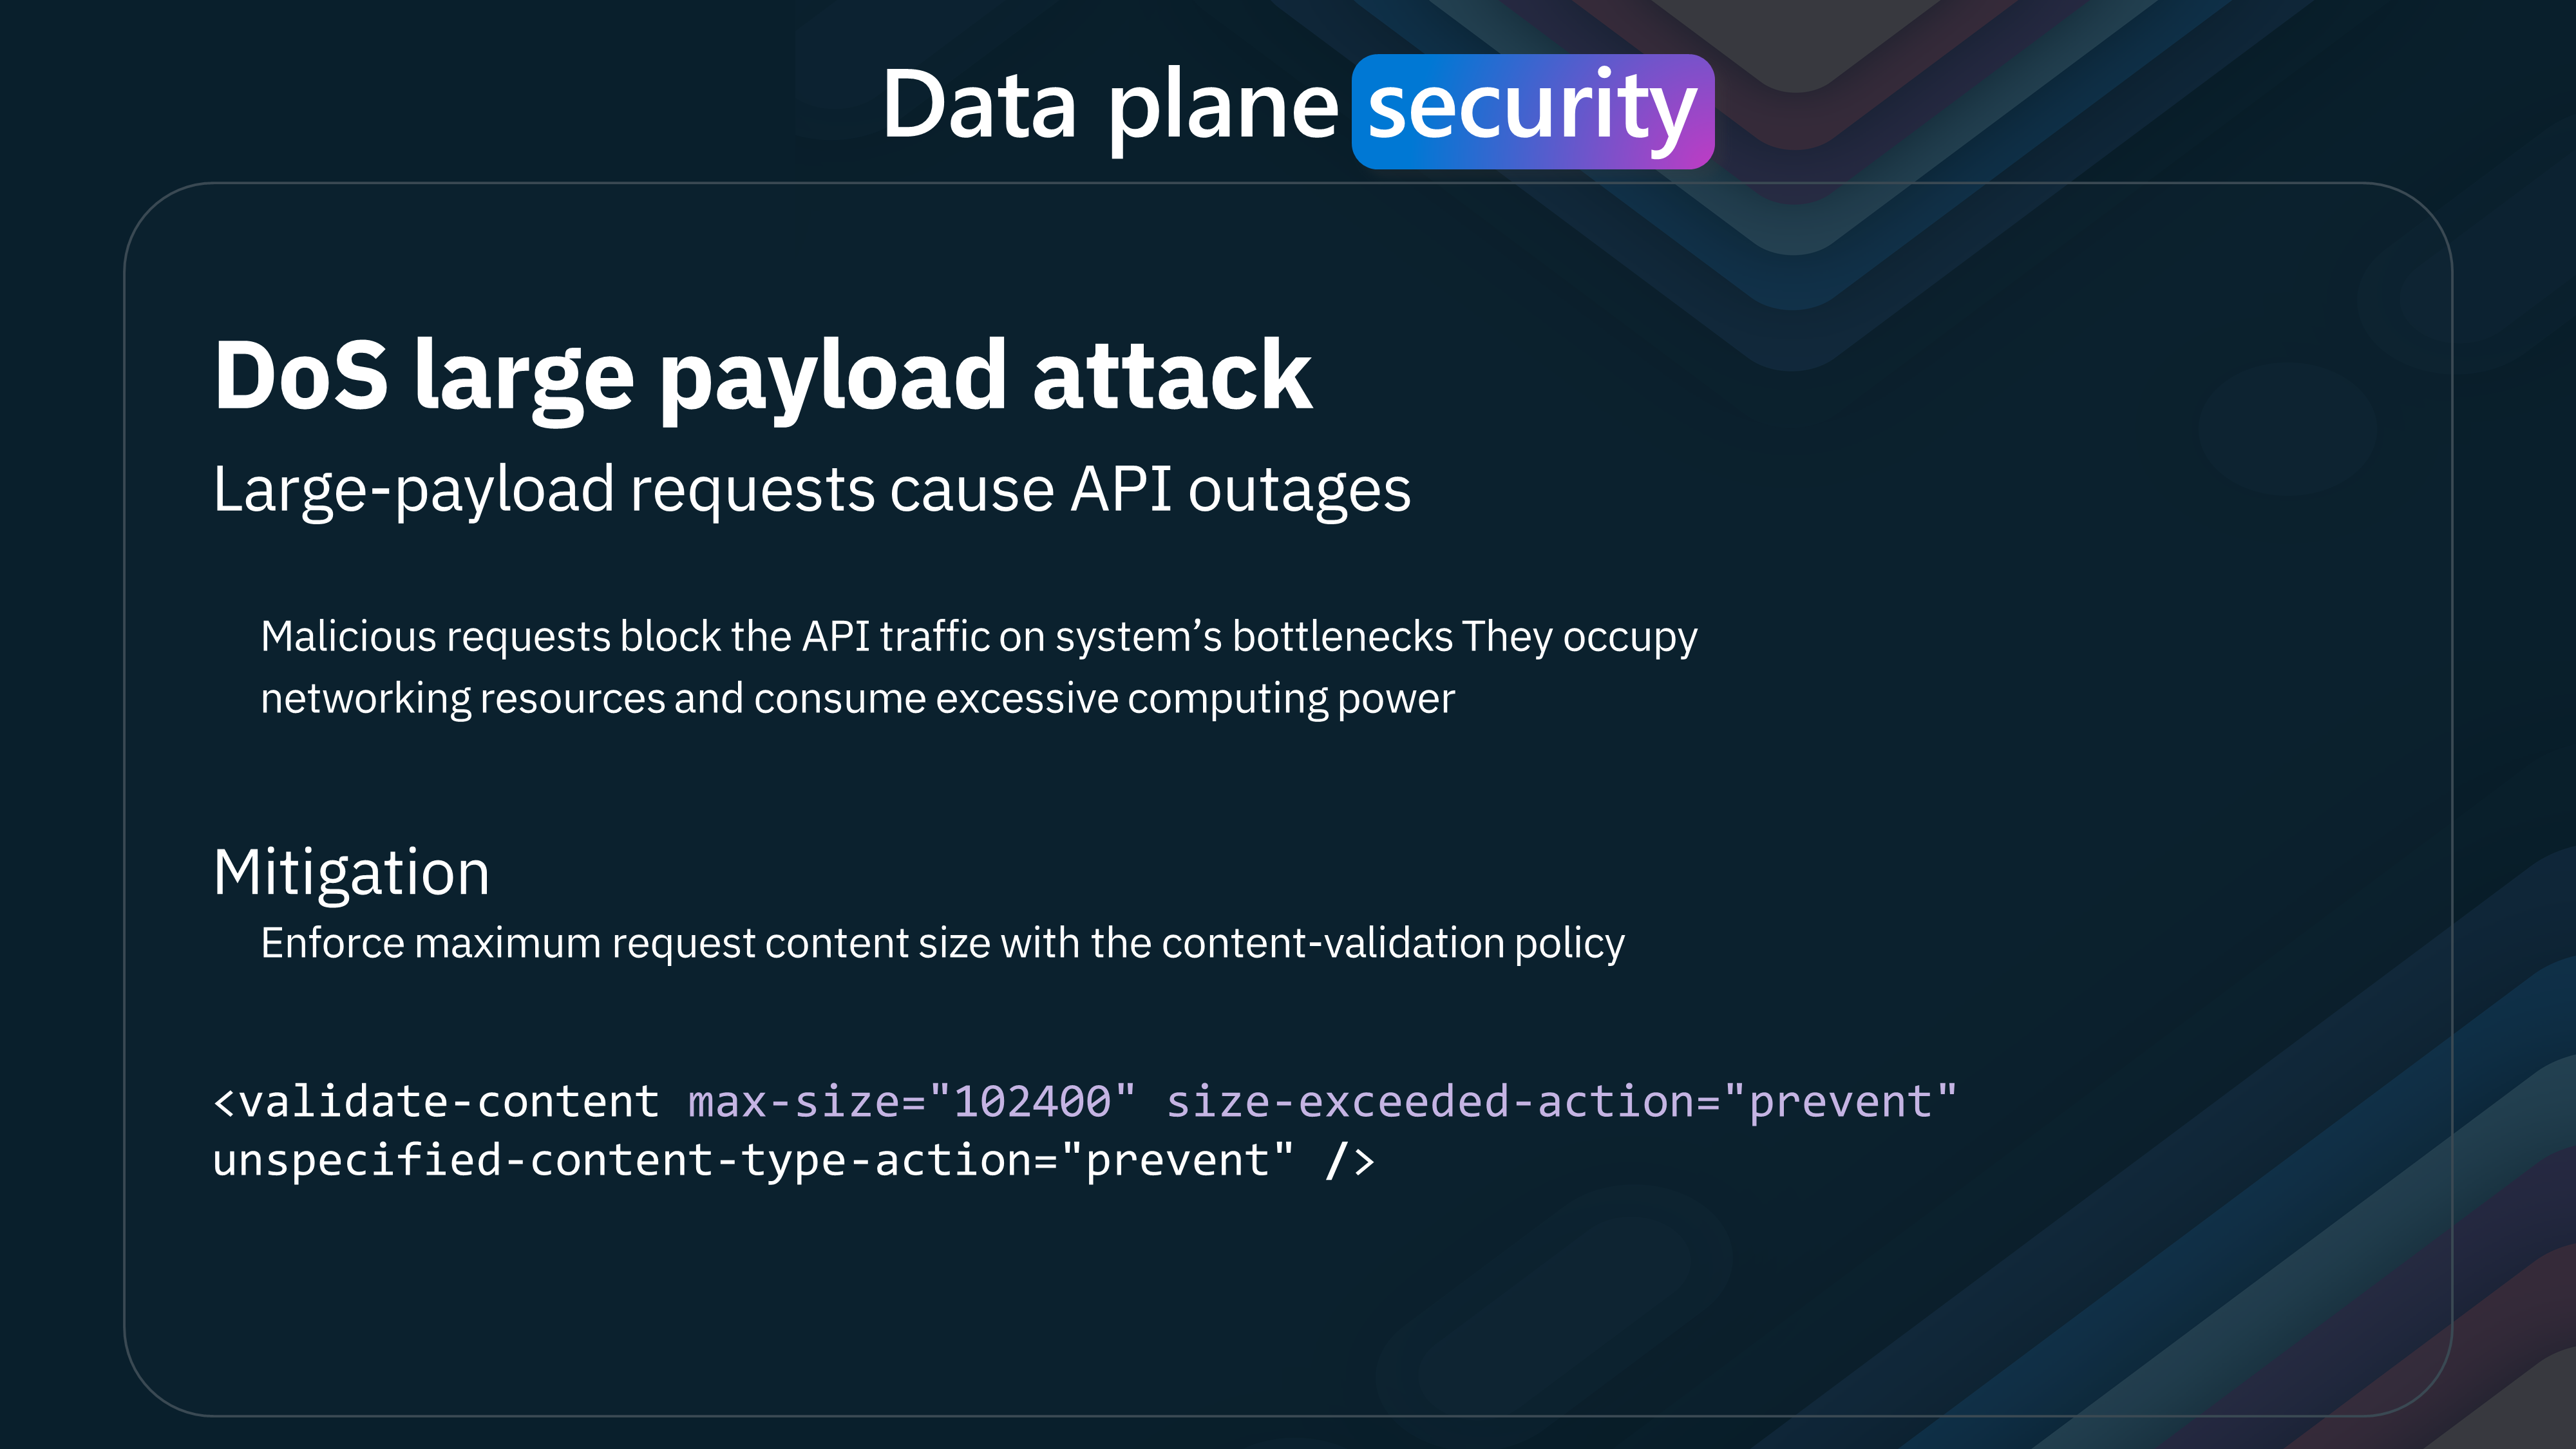 Data plane security
DoS large payload attack
Large-payload requests cause API outages
Malicious requests block the API traffic on system’s bottlenecks They occupy
networking resources and consume excessive computing power
Mitigation
Enforce maximum request content size with the content-validation policy
<validate-content max-size="102400" size-exceeded-action="prevent"
unspecified-content-type-action="prevent" />